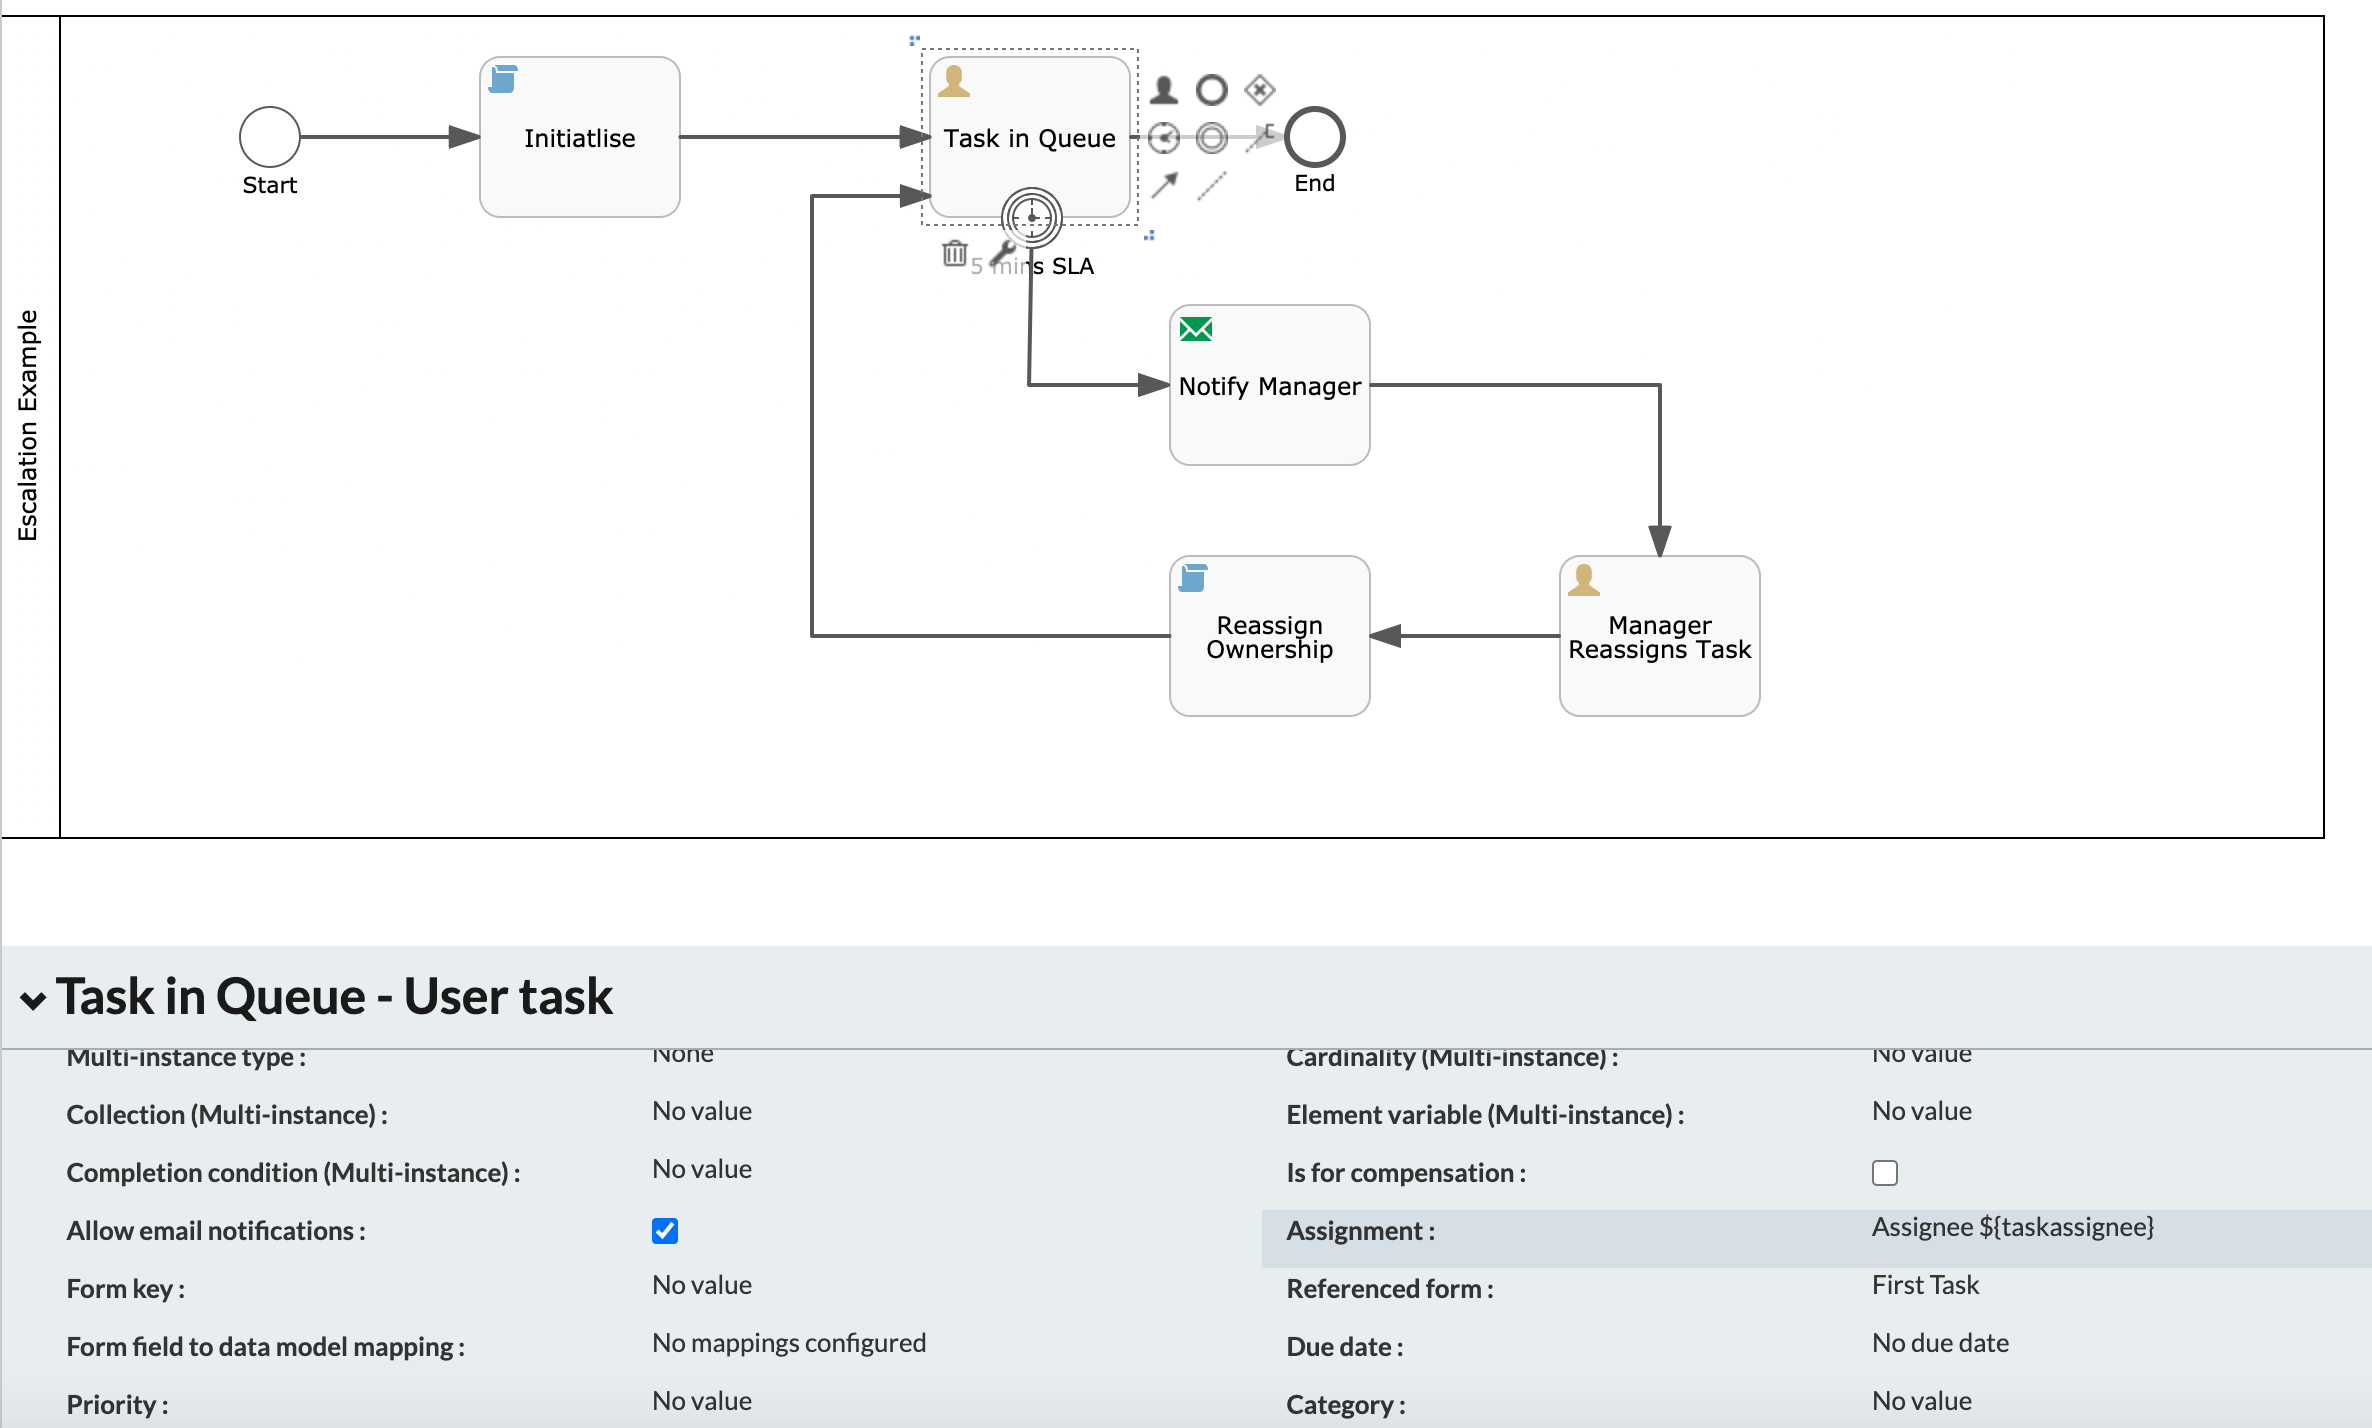 Escalation Example
Start
Initiatlise
Task in Queue
End
5 mins SLA
Notify Manager
Reassign
Ownership
Manager
Reassigns Task
Task in Queue - User task
Multi-instance type : None
Cardinality (Multi-instance) : No value
Collection (Multi-instance) : No value
Element variable (Multi-instance) : No value
Completion condition (Multi-instance) : No value
Is for compensation :
Allow email notifications :
Assignment : Assignee ${taskassignee}
Form key : No value
Referenced form : First Task
Form field to data model mapping : No mappings configured
Due date : No due date
Priority : No value
Category : No value